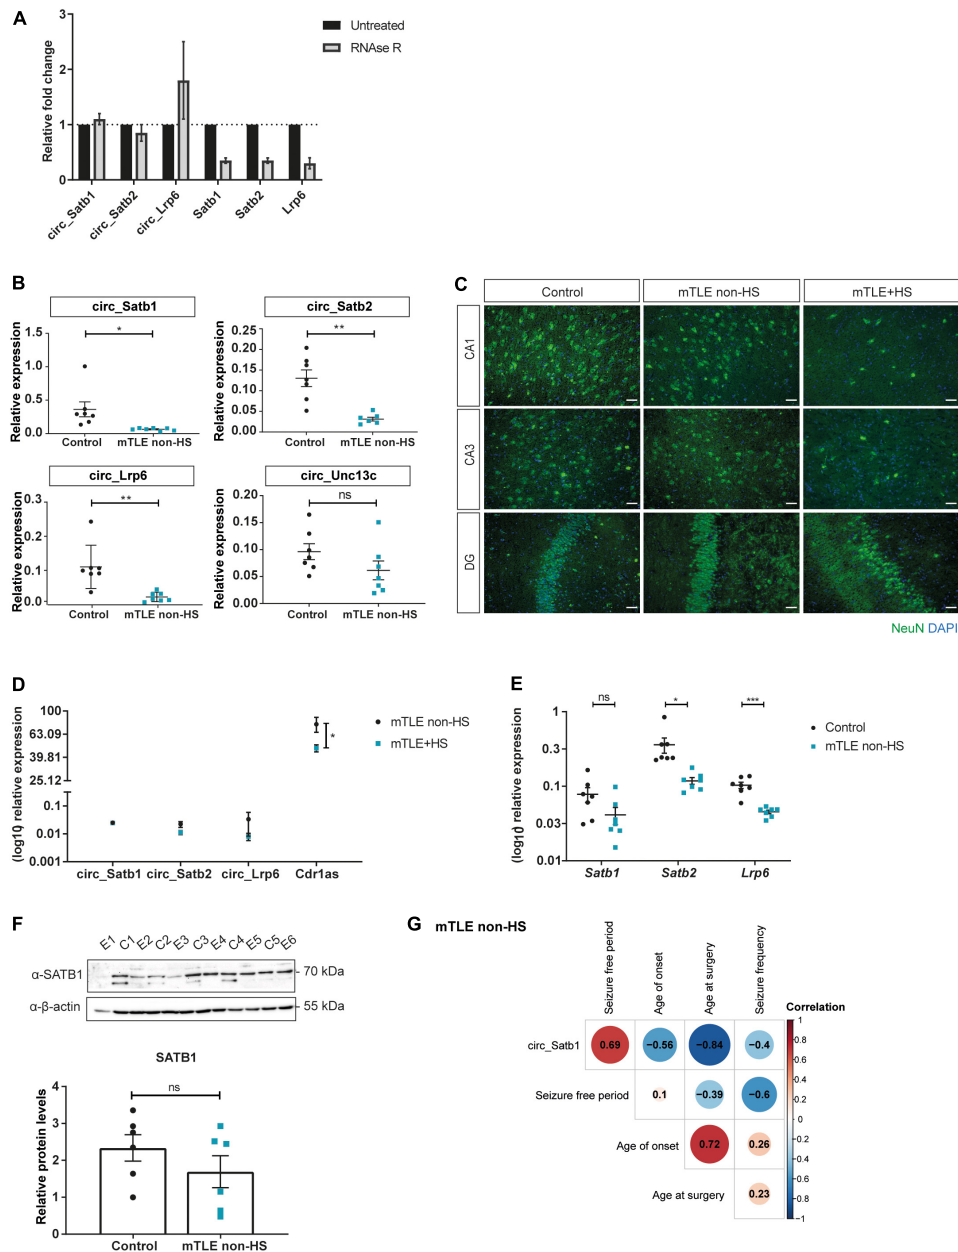 A
Relative fold change
3
2
1
0
Untreated
RNAse R
circ_Satb1
circ_Satb2
circ_Lrp6
Satb1
Satb2
Lrp6
B
circ_Satb1
Relative expression
1.5
1.0
0.5
0.0
*
Control
mTLE non-HS
circ_Satb2
Relative expression
0.25
0.20
0.15
0.10
0.05
0.00
**
Control
mTLE non-HS
circ_Lrp6
Relative expression
0.3
0.2
0.1
0.0
**
Control
mTLE non-HS
circ_Unc13c
Relative expression
0.20
0.15
0.10
0.05
0.00
ns
Control
mTLE non-HS
C
Control
mTLE non-HS
mTLE+HS
CA1
CA3
DG
NeuN DAPI
D
(log10) relative expression
100
63.09
39.81
25.12
0.1
0.01
0.001
*
mTLE non-HS
mTLE+HS
circ_Satb1
circ_Satb2
circ_Lrp6
Cdr1as
E
(log10) relative expression
1
0.3
0.1
0.03
0.01
ns
*
***
Control
mTLE non-HS
Satb1
Satb2
Lrp6
F
E1 C1 E2 C2 E3 C3 E4 C4 E5 C5 E6
α-SATB1
70 kDa
α-β-actin
55 kDa
SATB1
Relative protein levels
4
3
2
1
0
ns
Control
mTLE non-HS
G
mTLE non-HS
Seizure free period
Age of onset
Age at surgery
Seizure frequency
Correlation
circ_Satb1
0.69
−0.56
−0.84
−0.4
Seizure free period
0.1
−0.39
−0.6
Age of onset
0.72
0.26
Age at surgery
0.23
1
0.8
0.6
0.4
0.2
0
−0.2
−0.4
−0.6
−0.8
−1